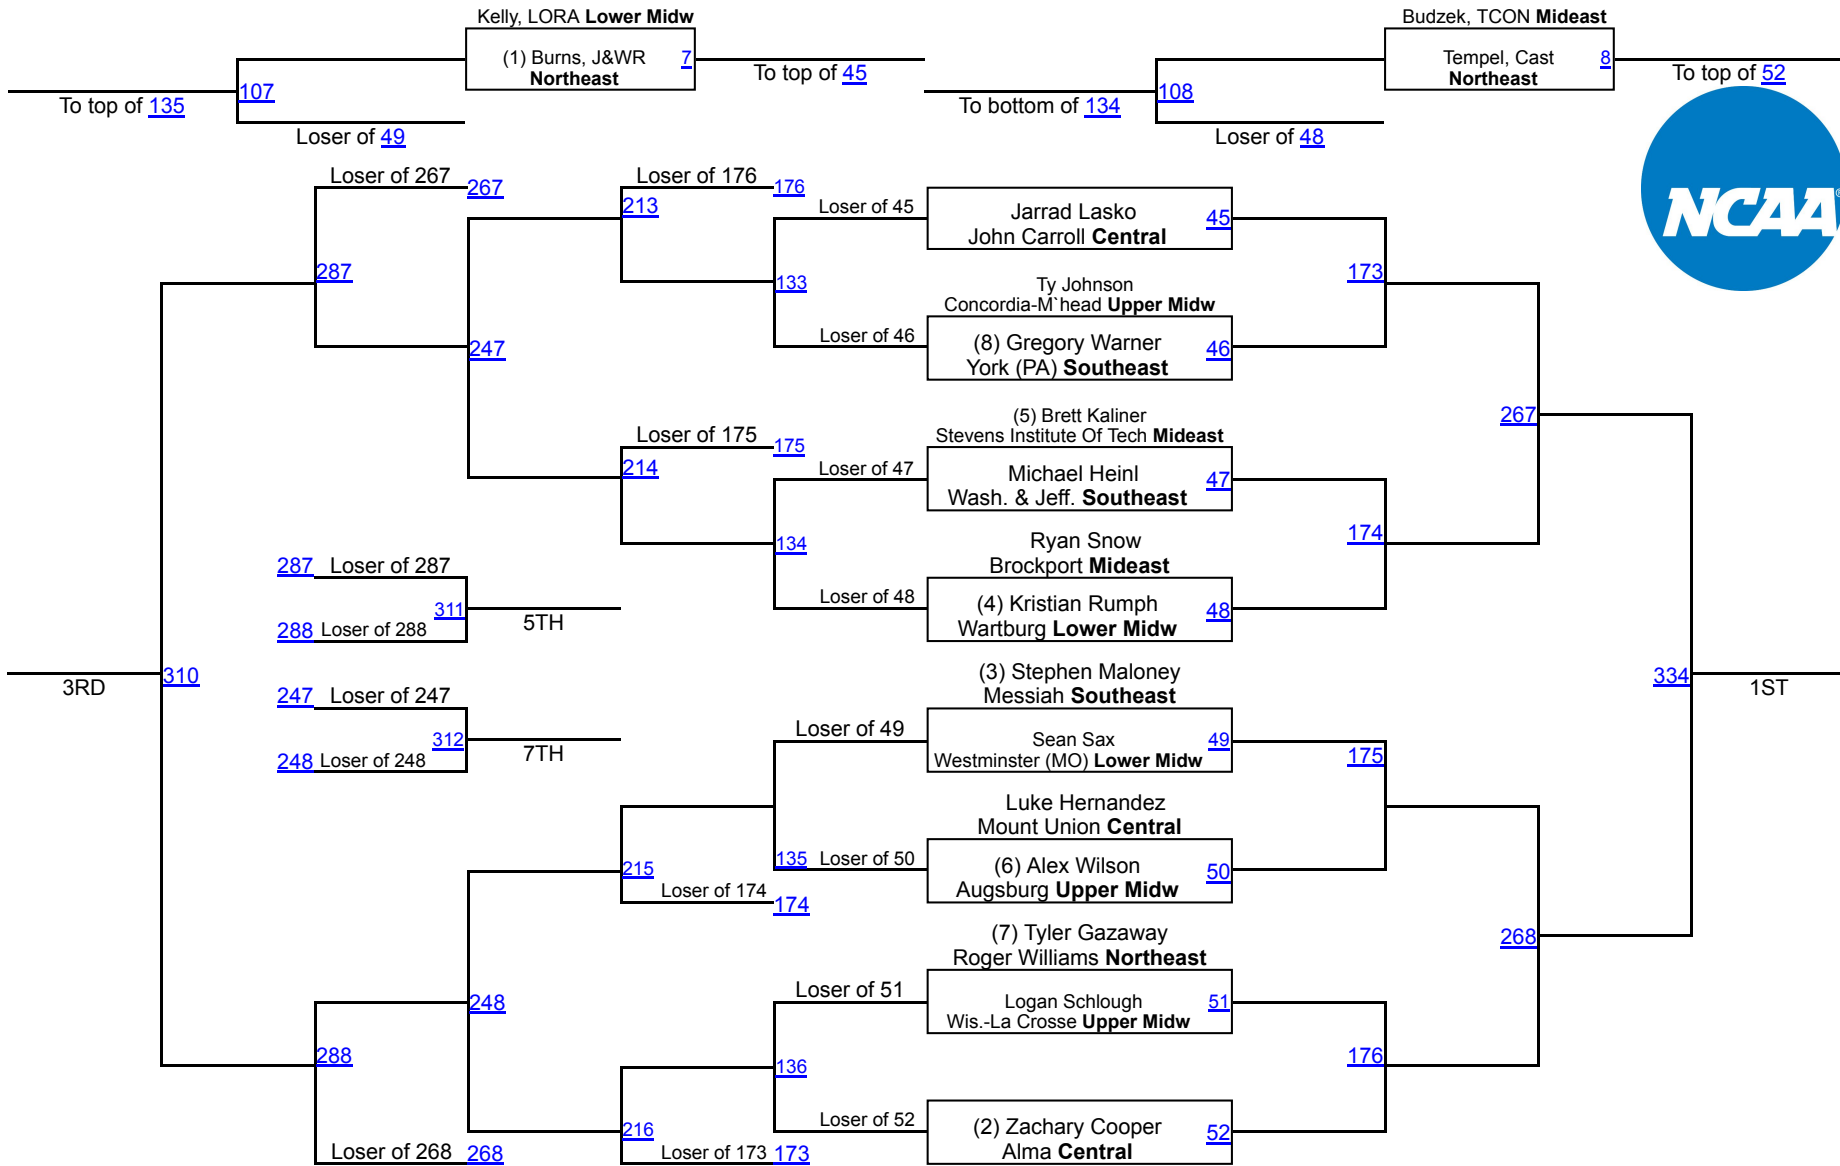 Kelly, LORA Lower Midw
(1) Burns, J&WR 7
Northeast
To top of 45
107
To top of 135
Loser of 49
Budzek, TCON Mideast
Tempel, Cast 8
Northeast
To top of 52
108
To bottom of 134
Loser of 48
NCAA®
Loser of 267 267
Loser of 176 176
213
Loser of 45
Jarrad Lasko 45
John Carroll Central
287
133
173
Ty Johnson
Concordia-M`head Upper Midw
Loser of 46
(8) Gregory Warner 46
York (PA) Southeast
247
(5) Brett Kaliner
Stevens Institute Of Tech Mideast
267
Loser of 175 175
214
Loser of 47
Michael Heinl 47
Wash. & Jeff. Southeast
134
174
Ryan Snow
Brockport Mideast
287 Loser of 287
311
5TH
288 Loser of 288
Loser of 48
(4) Kristian Rumph 48
Wartburg Lower Midw
3RD
310
(3) Stephen Maloney
Messiah Southeast
334
1ST
247 Loser of 247
312
7TH
248 Loser of 248
Loser of 49
Sean Sax 49
Westminster (MO) Lower Midw
175
Luke Hernandez
Mount Union Central
215
135 Loser of 50
(6) Alex Wilson 50
Augsburg Upper Midw
Loser of 174 174
(7) Tyler Gazaway
Roger Williams Northeast
268
248
Loser of 51
Logan Schlough 51
Wis.-La Crosse Upper Midw
288
136
176
216
Loser of 52
(2) Zachary Cooper 52
Alma Central
Loser of 268 268
Loser of 173 173